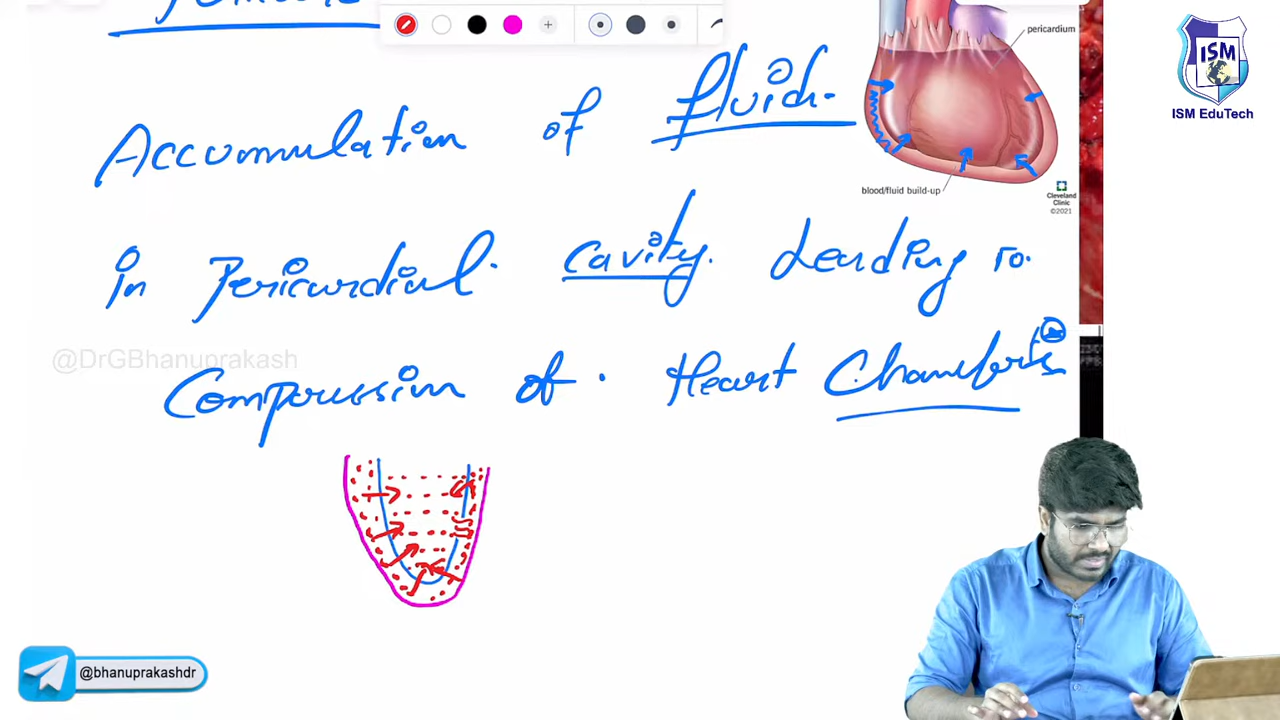 pericardium
ISM
ISM EduTech
Accumulation of fluid.
blood/fluid build-up
Cleveland
Clinic
©2021
in Pericardial cavity. Leading to.
@DrGBhanuprakash
Compression of. Heart Chambers
@bhanuprakashdr